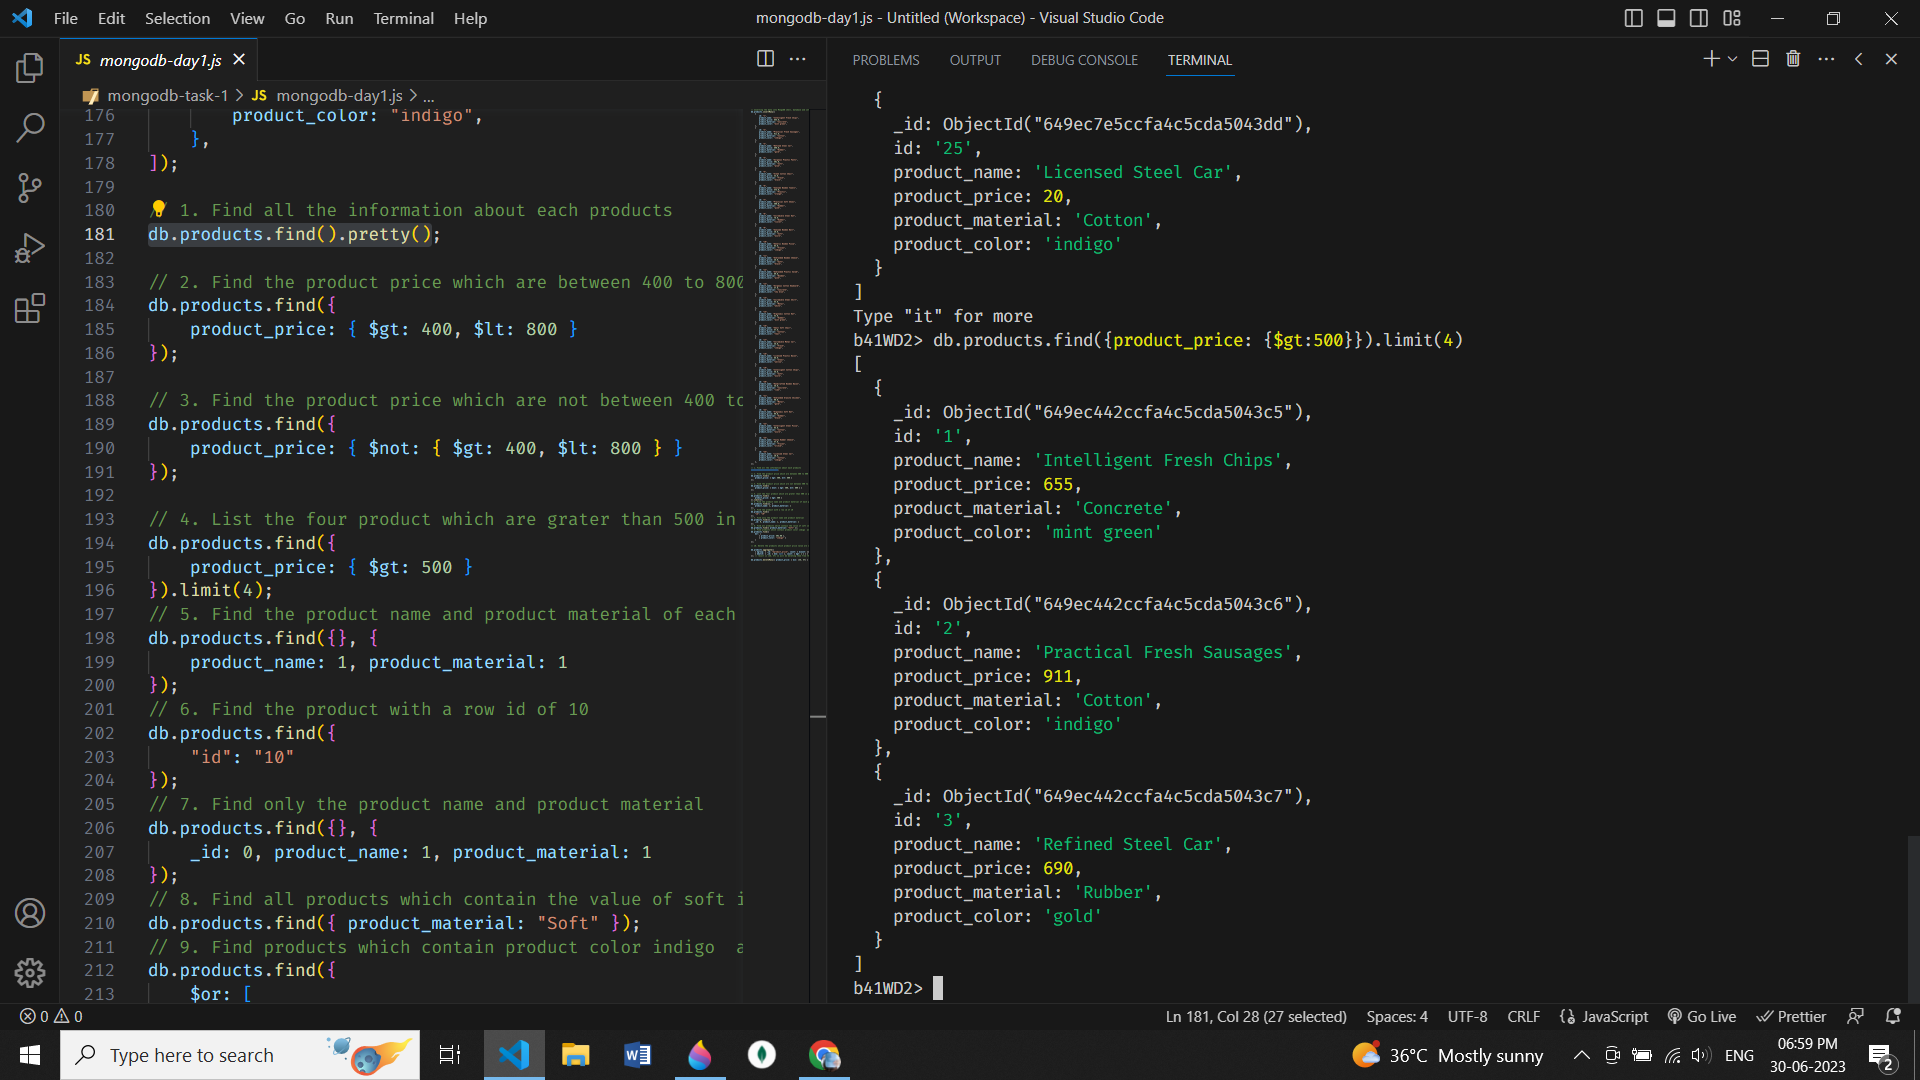 File Edit Selection View Go Run Terminal Help
mongodb-day1.js - Untitled (Workspace) - Visual Studio Code
JS mongodb-day1.js
mongodb-task-1 > JS mongodb-day1.js > ...
176 product_color: "indigo",
177 },
178 ]);
179
180 // 1. Find all the information about each products
181 db.products.find().pretty();
182
183 // 2. Find the product price which are between 400 to 800
184 db.products.find({
185 product_price: { $gt: 400, $lt: 800 }
186 });
187
188 // 3. Find the product price which are not between 400 to
189 db.products.find({
190 product_price: { $not: { $gt: 400, $lt: 800 } }
191 });
192
193 // 4. List the four product which are grater than 500 in
194 db.products.find({
195 product_price: { $gt: 500 }
196 }).limit(4);
197 // 5. Find the product name and product material of each
198 db.products.find({}, {
199 product_name: 1, product_material: 1
200 });
201 // 6. Find the product with a row id of 10
202 db.products.find({
203 "id": "10"
204 });
205 // 7. Find only the product name and product material
206 db.products.find({}, {
207 _id: 0, product_name: 1, product_material: 1
208 });
209 // 8. Find all products which contain the value of soft i
210 db.products.find({ product_material: "Soft" });
211 // 9. Find products which contain product color indigo a
212 db.products.find({
213 $or: [
PROBLEMS OUTPUT DEBUG CONSOLE TERMINAL
{
_id: ObjectId("649ec7e5ccfa4c5cda5043dd"),
id: '25',
product_name: 'Licensed Steel Car',
product_price: 20,
product_material: 'Cotton',
product_color: 'indigo'
}
]
Type "it" for more
b41WD2> db.products.find({product_price: {$gt:500}}).limit(4)
[
{
_id: ObjectId("649ec442ccfa4c5cda5043c5"),
id: '1',
product_name: 'Intelligent Fresh Chips',
product_price: 655,
product_material: 'Concrete',
product_color: 'mint green'
},
{
_id: ObjectId("649ec442ccfa4c5cda5043c6"),
id: '2',
product_name: 'Practical Fresh Sausages',
product_price: 911,
product_material: 'Cotton',
product_color: 'indigo'
},
{
_id: ObjectId("649ec442ccfa4c5cda5043c7"),
id: '3',
product_name: 'Refined Steel Car',
product_price: 690,
product_material: 'Rubber',
product_color: 'gold'
}
]
b41WD2>
0 0
Ln 181, Col 28 (27 selected) Spaces: 4 UTF-8 CRLF JavaScript Go Live Prettier
Type here to search
36°C Mostly sunny
ENG
06:59 PM
30-06-2023
2